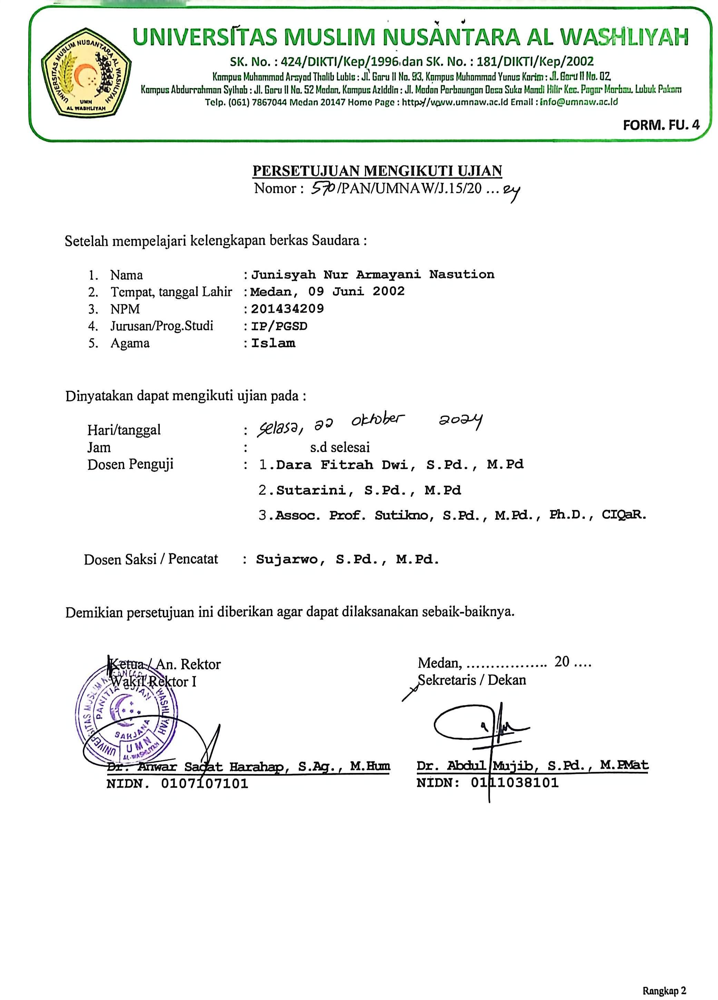 UNIVERSITAS MUSLIM NUSANTARA AL WASHLIYAH
UMN
AL WASHLIYAH
UNIVERSITAS MUSLIM NUSANTARA AL WASHLIYAH
SK. No. : 424/DIKTI/Kep/1996 dan SK. No. : 181/DIKTI/Kep/2002
Kampus Muhammad Arsyad Thalib Lubis : Jl. Garu II No. 93, Kampus Muhammad Yunus Karim : Jl. Garu II No. 02,
Kampus Abdurrahman Syihab : Jl. Garu II No. 52 Medan, Kampus Aziddin : Jl. Medan Perbaungan Desa Suka Mandi Hilir Kec. Pagar Merbau, Lubuk Pakam
Telp. (061) 7867044 Medan 20147 Home Page : http://www.umnaw.ac.id Email : info@umnaw.ac.id
FORM. FU. 4
PERSETUJUAN MENGIKUTI UJIAN
Nomor : 570/PAN/UMNAW/J.15/20 ... 24
Setelah mempelajari kelengkapan berkas Saudara :
1. Nama : Junisyah Nur Armayani Nasution
2. Tempat, tanggal Lahir : Medan, 09 Juni 2002
3. NPM : 201434209
4. Jurusan/Prog.Studi : IP/PGSD
5. Agama : Islam
Dinyatakan dapat mengikuti ujian pada :
Hari/tanggal : Selasa, 22 Oktober 2024
Jam : s.d selesai
Dosen Penguji : 1.Dara Fitrah Dwi, S.Pd., M.Pd
2.Sutarini, S.Pd., M.Pd
3.Assoc. Prof. Sutikno, S.Pd., M.Pd., Ph.D., CIQaR.
Dosen Saksi / Pencatat : Sujarwo, S.Pd., M.Pd.
Demikian persetujuan ini diberikan agar dapat dilaksanakan sebaik-baiknya.
Ketua / An. Rektor
Wakil Rektor I
Medan, ................. 20 ....
Sekretaris / Dekan
UNIVERSITAS MUSLIM NUSANTARA AL WASHLIYAH
PANITIA UJIAN
SARJANA
UMN
AL-WASHLIYAH
Dr. Anwar Sadat Harahap, S.Ag., M.Hum
NIDN. 0107107101
Dr. Abdul Mujib, S.Pd., M.PMat
NIDN: 0111038101
Rangkap 2